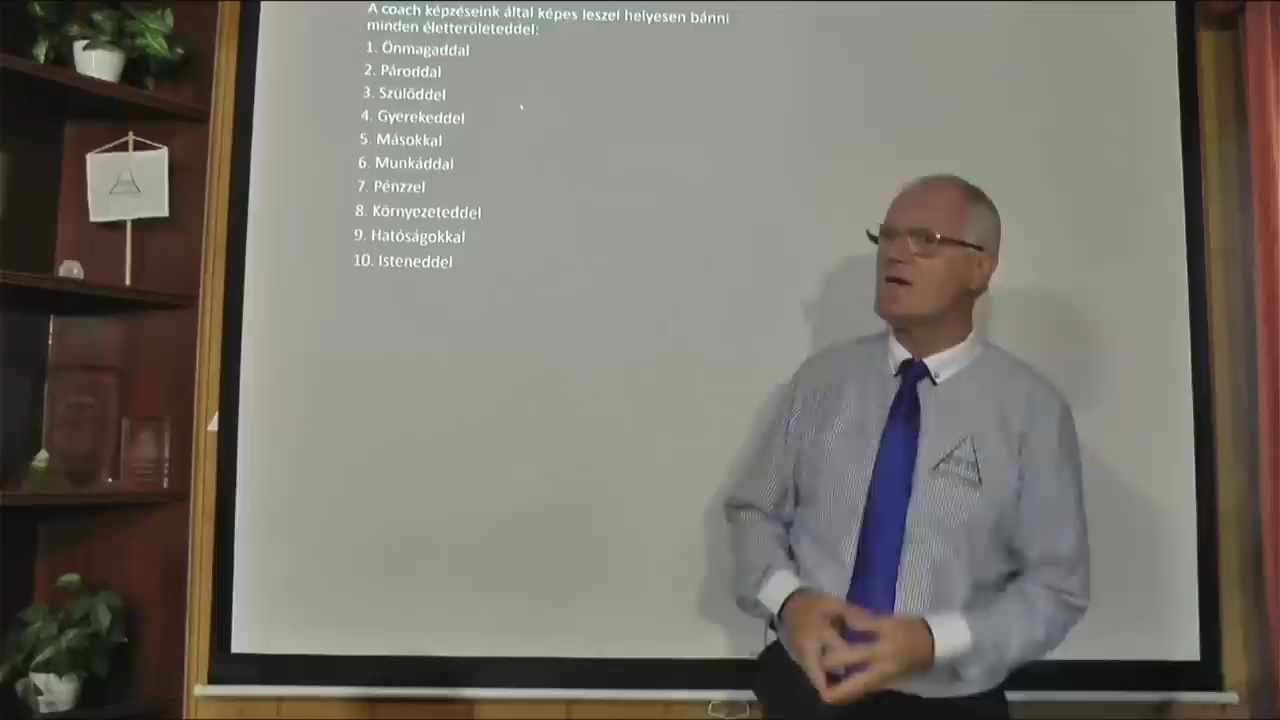 A coach képzéseink által képes leszel helyesen bánni
minden életterületeddel:
1. Önmagaddal
2. Pároddal
3. Szülőddel
4. Gyerekeddel
5. Másokkal
6. Munkáddal
7. Pénzzel
8. Környezeteddel
9. Hatóságokkal
10. Isteneddel